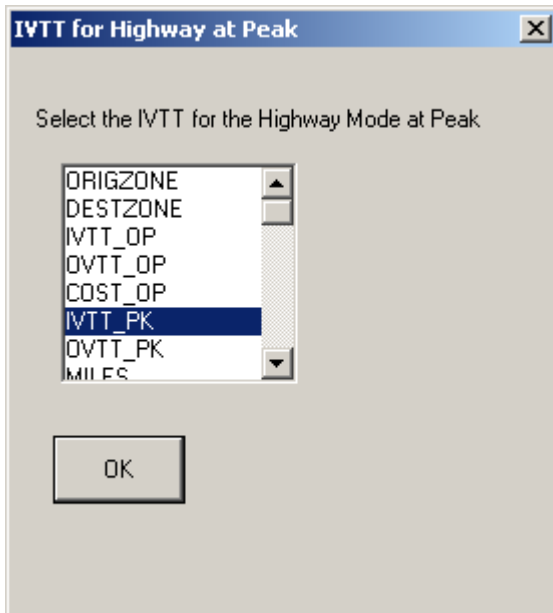 IVTT for Highway at Peak
Select the IVTT for the Highway Mode at Peak
ORIGZONE
DESTZONE
IVTT_OP
OVTT_OP
COST_OP
IVTT_PK
OVTT_PK
MILES
OK